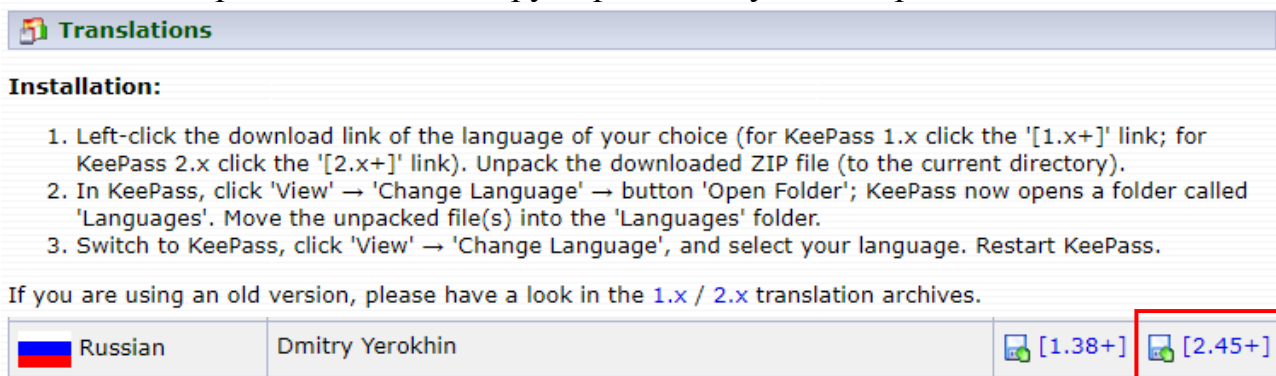 Translations
Installation:
1. Left-click the download link of the language of your choice (for KeePass 1.x click the '[1.x+]' link; for
KeePass 2.x click the '[2.x+]' link). Unpack the downloaded ZIP file (to the current directory).
2. In KeePass, click 'View' → 'Change Language' → button 'Open Folder'; KeePass now opens a folder called
'Languages'. Move the unpacked file(s) into the 'Languages' folder.
3. Switch to KeePass, click 'View' → 'Change Language', and select your language. Restart KeePass.
If you are using an old version, please have a look in the 1.x / 2.x translation archives.
Russian Dmitry Yerokhin [1.38+] [2.45+]